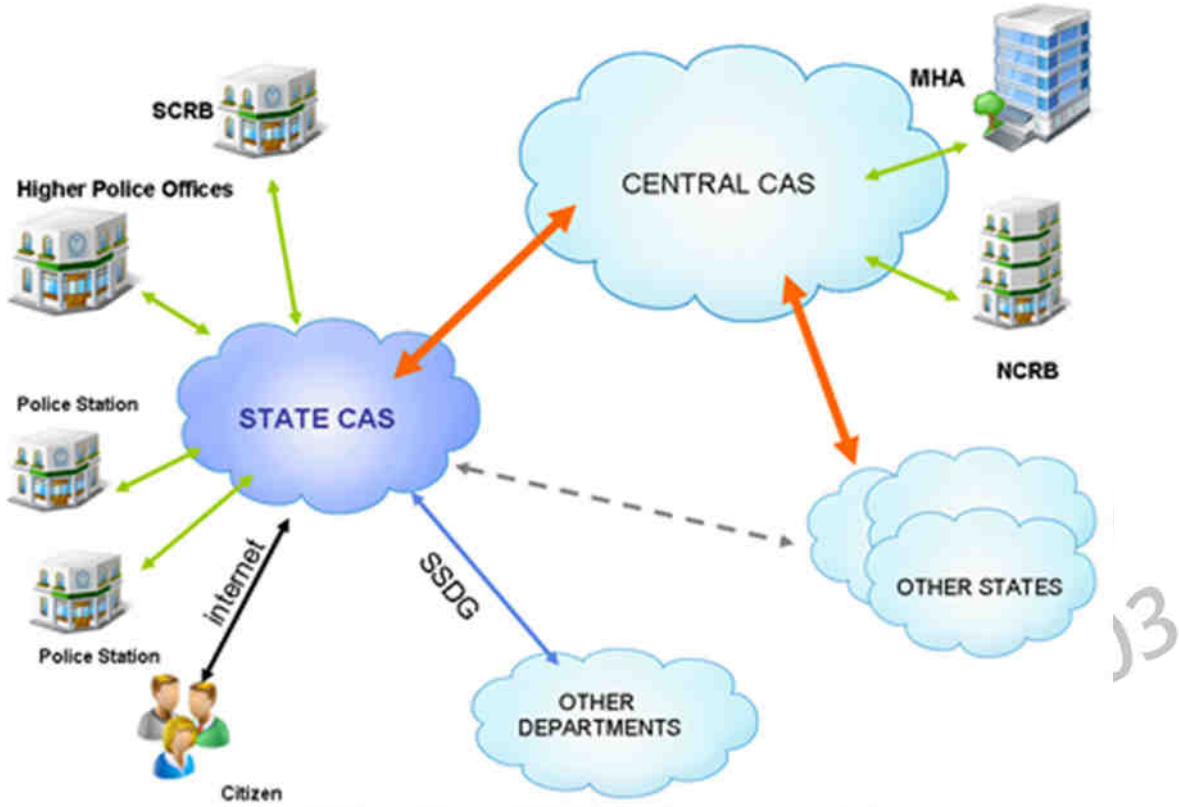 SCRB
MHA
Higher Police Offices
CENTRAL CAS
NCRB
Police Station
STATE CAS
internet
SSDG
OTHER STATES
Police Station
OTHER
DEPARTMENTS
Citizen
03